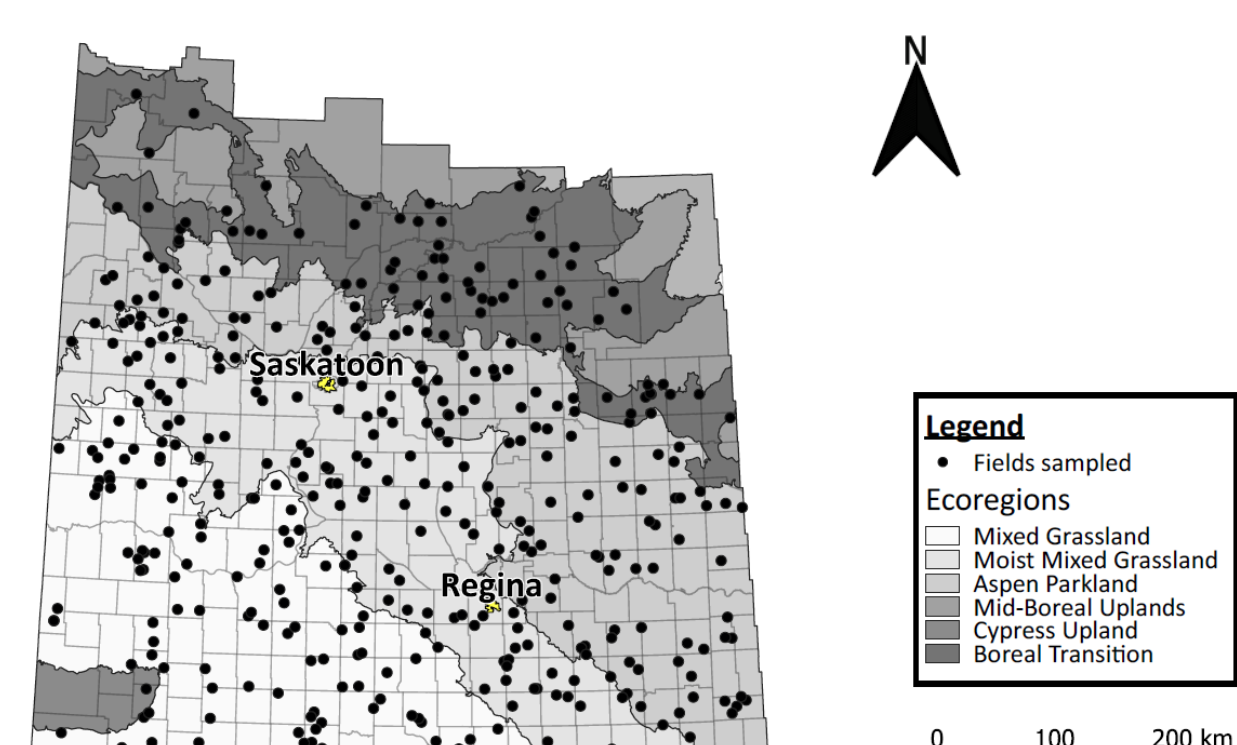 N
Saskatoon
Regina
Legend
Fields sampled
Ecoregions
Mixed Grassland
Moist Mixed Grassland
Aspen Parkland
Mid-Boreal Uplands
Cypress Upland
Boreal Transition
0 100 200 km